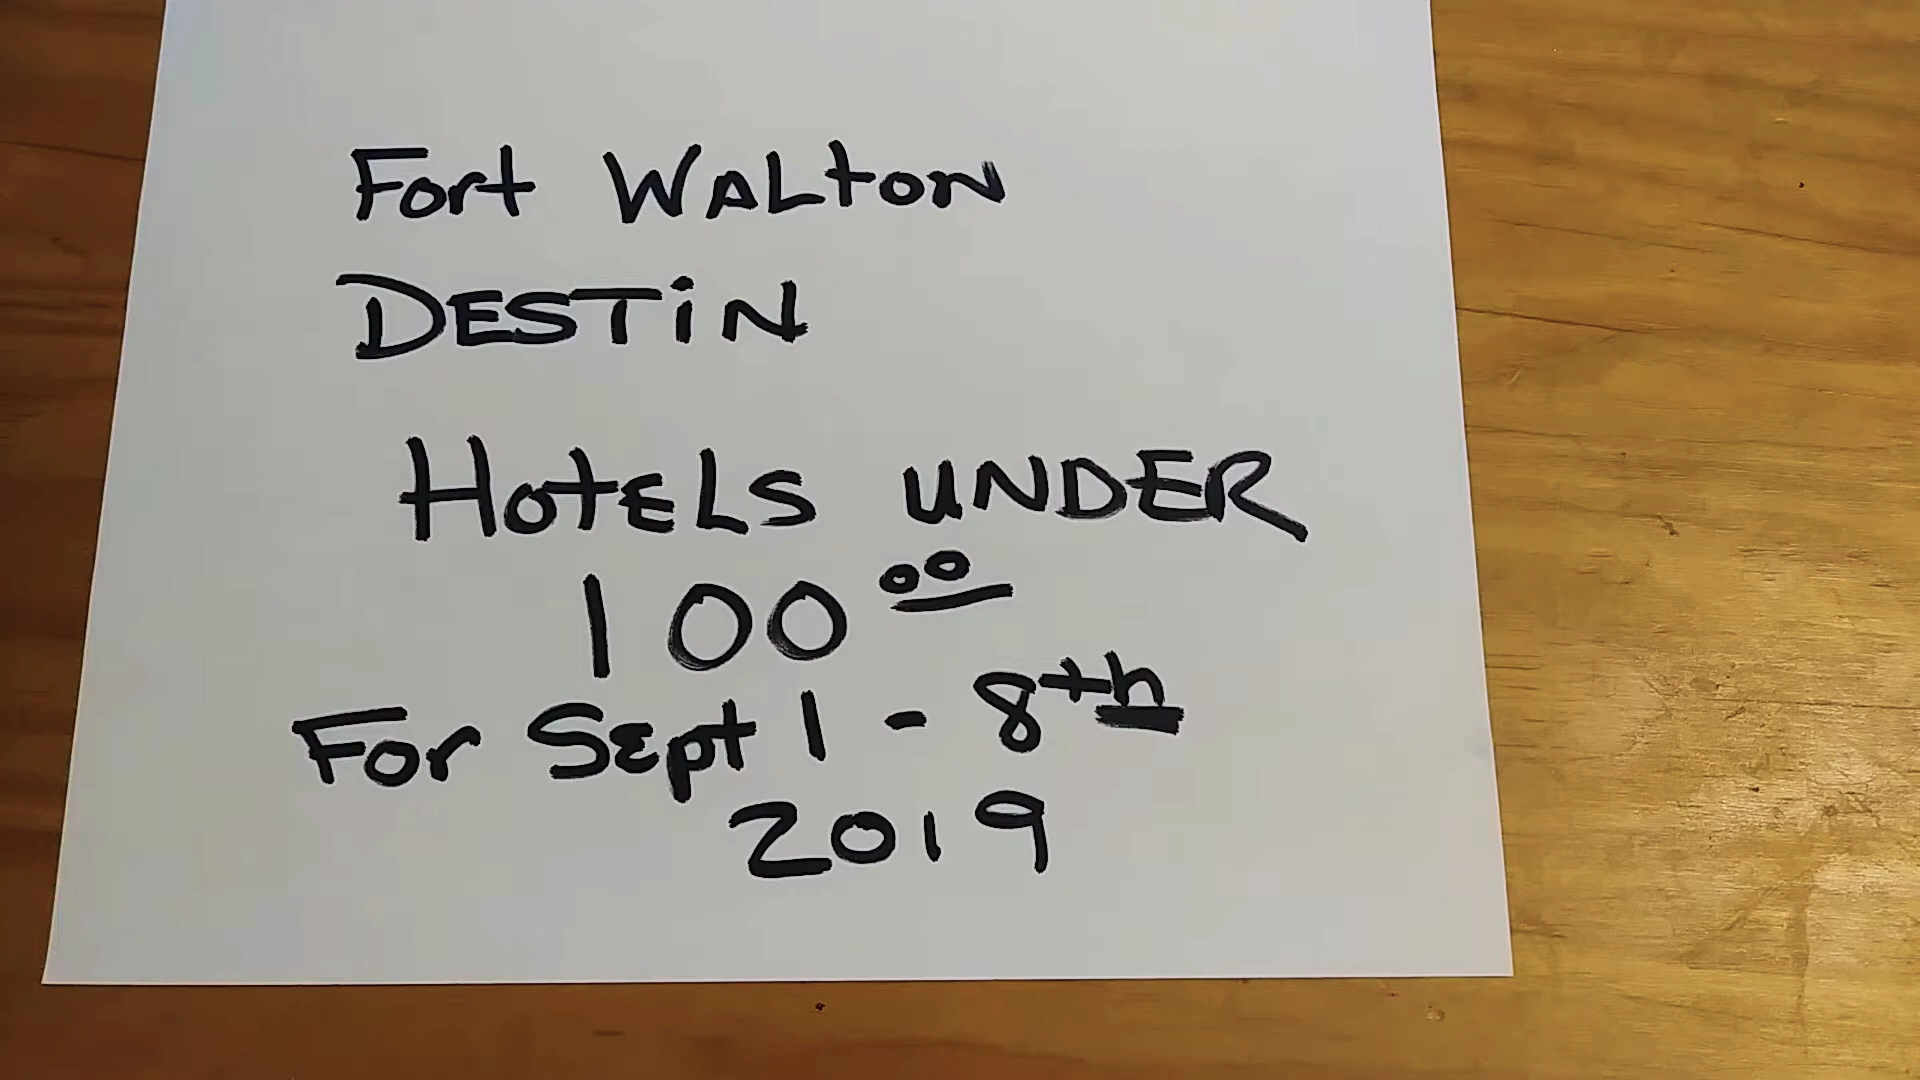 Fort WALtoN
DESTiN
HotELS UNDER
100 00
For Sept 1 - 8th
2019